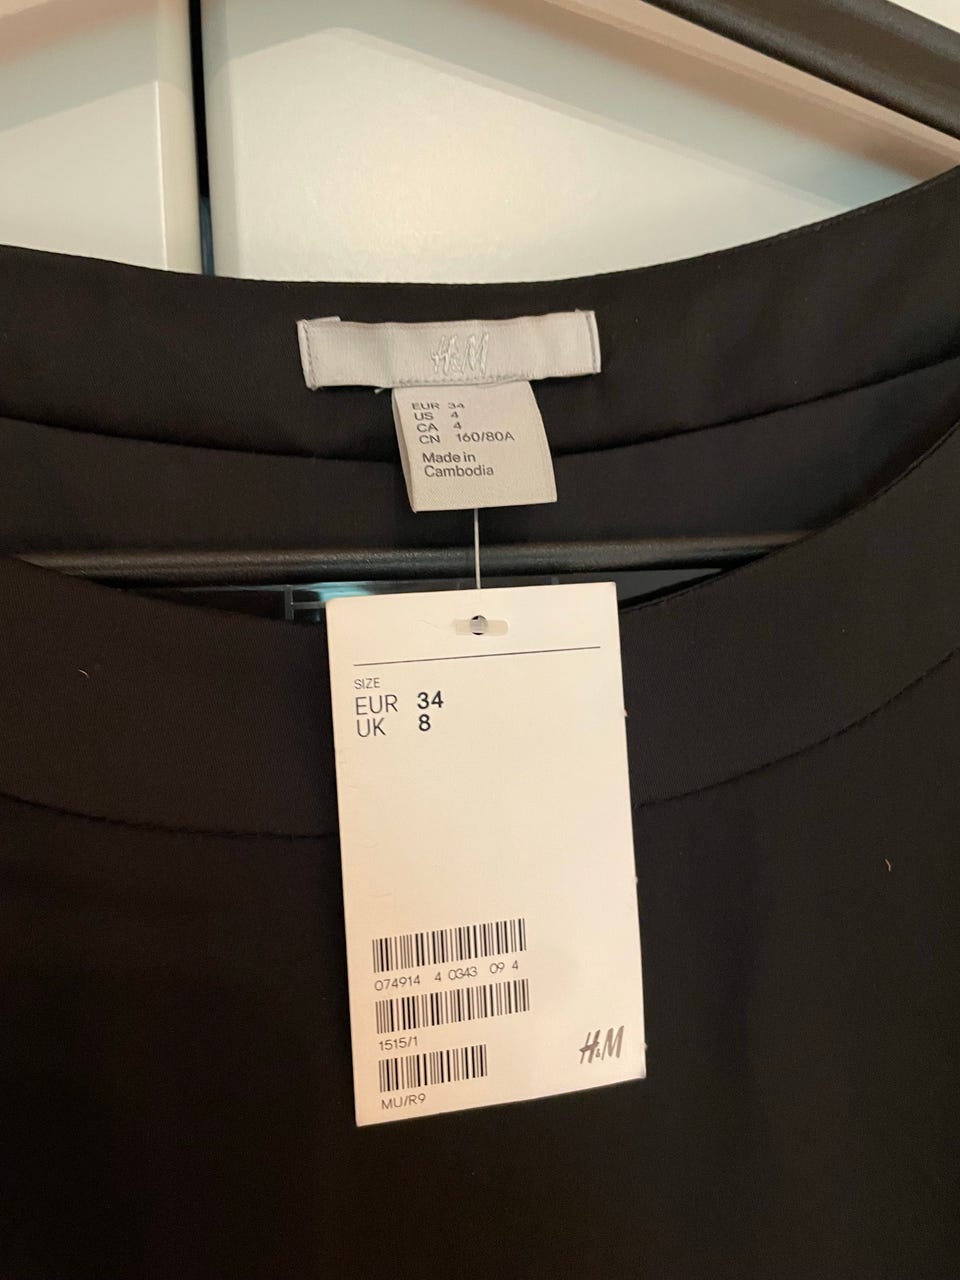 H&M
EUR 34
US 4
CA 4
CN 160/80A
Made in
Cambodia
SIZE
EUR 34
UK 8
074914 4 0343 09 4
1515/1
MU/R9
H&M